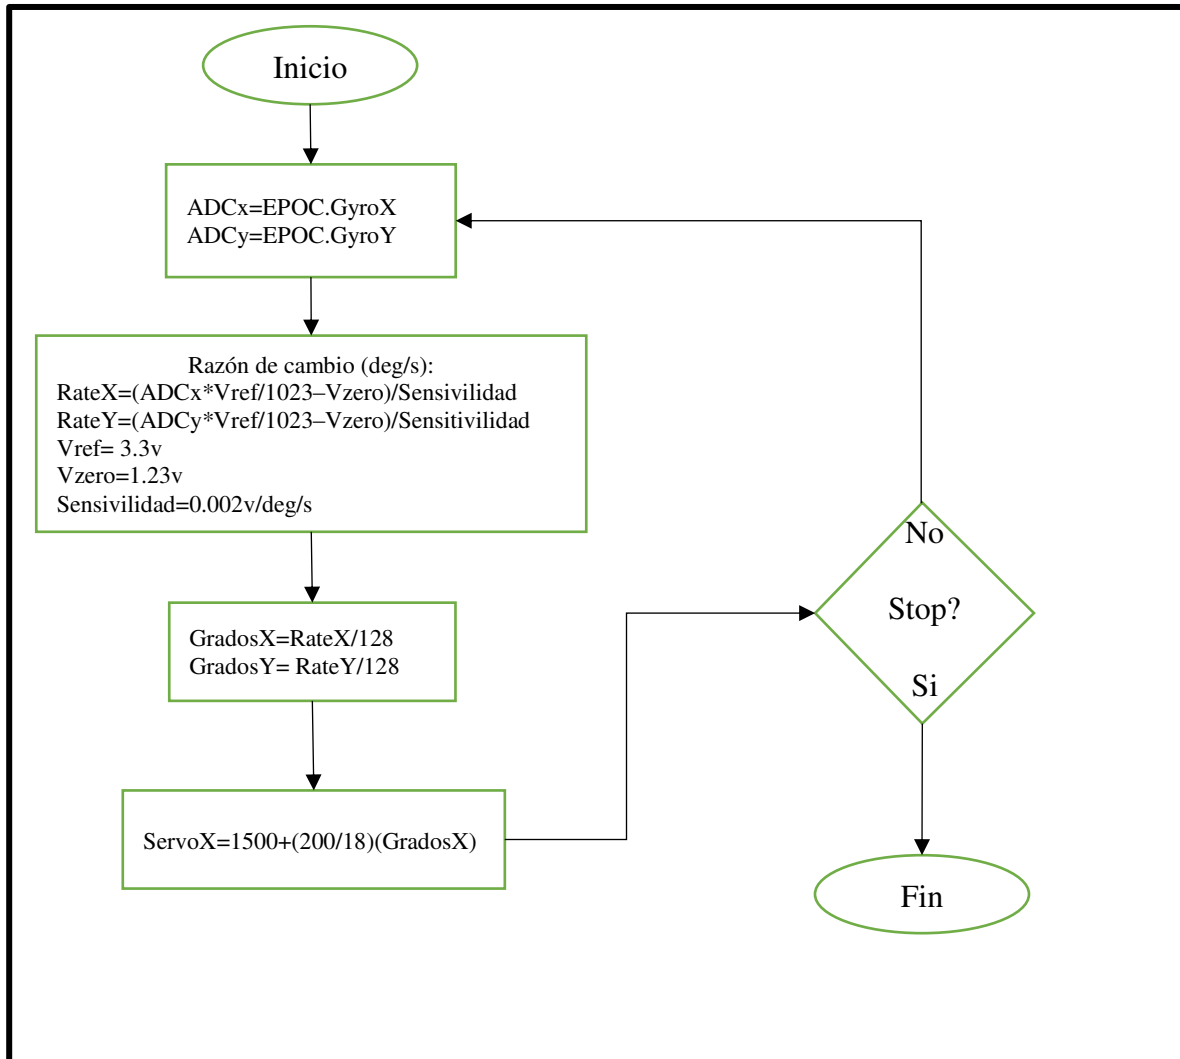 Inicio
ADCx=EPOC.GyroX
ADCy=EPOC.GyroY
Razón de cambio (deg/s):
RateX=(ADCx*Vref/1023–Vzero)/Sensivilidad
RateY=(ADCy*Vref/1023–Vzero)/Sensitivilidad
Vref= 3.3v
Vzero=1.23v
Sensivilidad=0.002v/deg/s
GradosX=RateX/128
GradosY= RateY/128
ServoX=1500+(200/18)(GradosX)
No
Stop?
Si
Fin